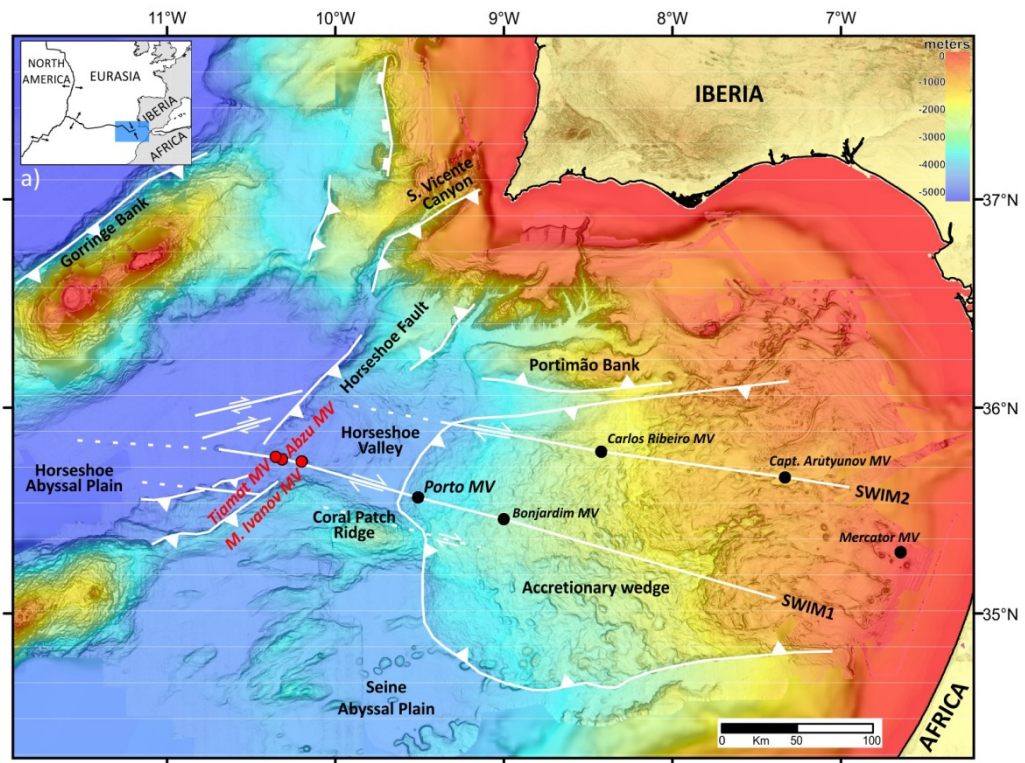 10°W
9°W
8°W
7°W
meters
0
-1000
-2000
-3000
-4000
-5000
NORTH
AMERICA
EURASIA
IBERIA
AFRICA
a)
IBERIA
37°N
36°N
35°N
Gorringe Bank
S. Vicente
Canyon
Horseshoe Fault
Portimão Bank
Horseshoe
Valley
Carlos Ribeiro MV
Capt. Arutyunov MV
SWIM2
Horseshoe
Abyssal Plain
Tiamat MV
Abzu MV
M. Ivanov MV
Porto MV
Bonjardim MV
Mercator MV
Coral Patch
Ridge
Accretionary wedge
SWIM1
Seine
Abyssal Plain
0 Km 50 100
AFRICA